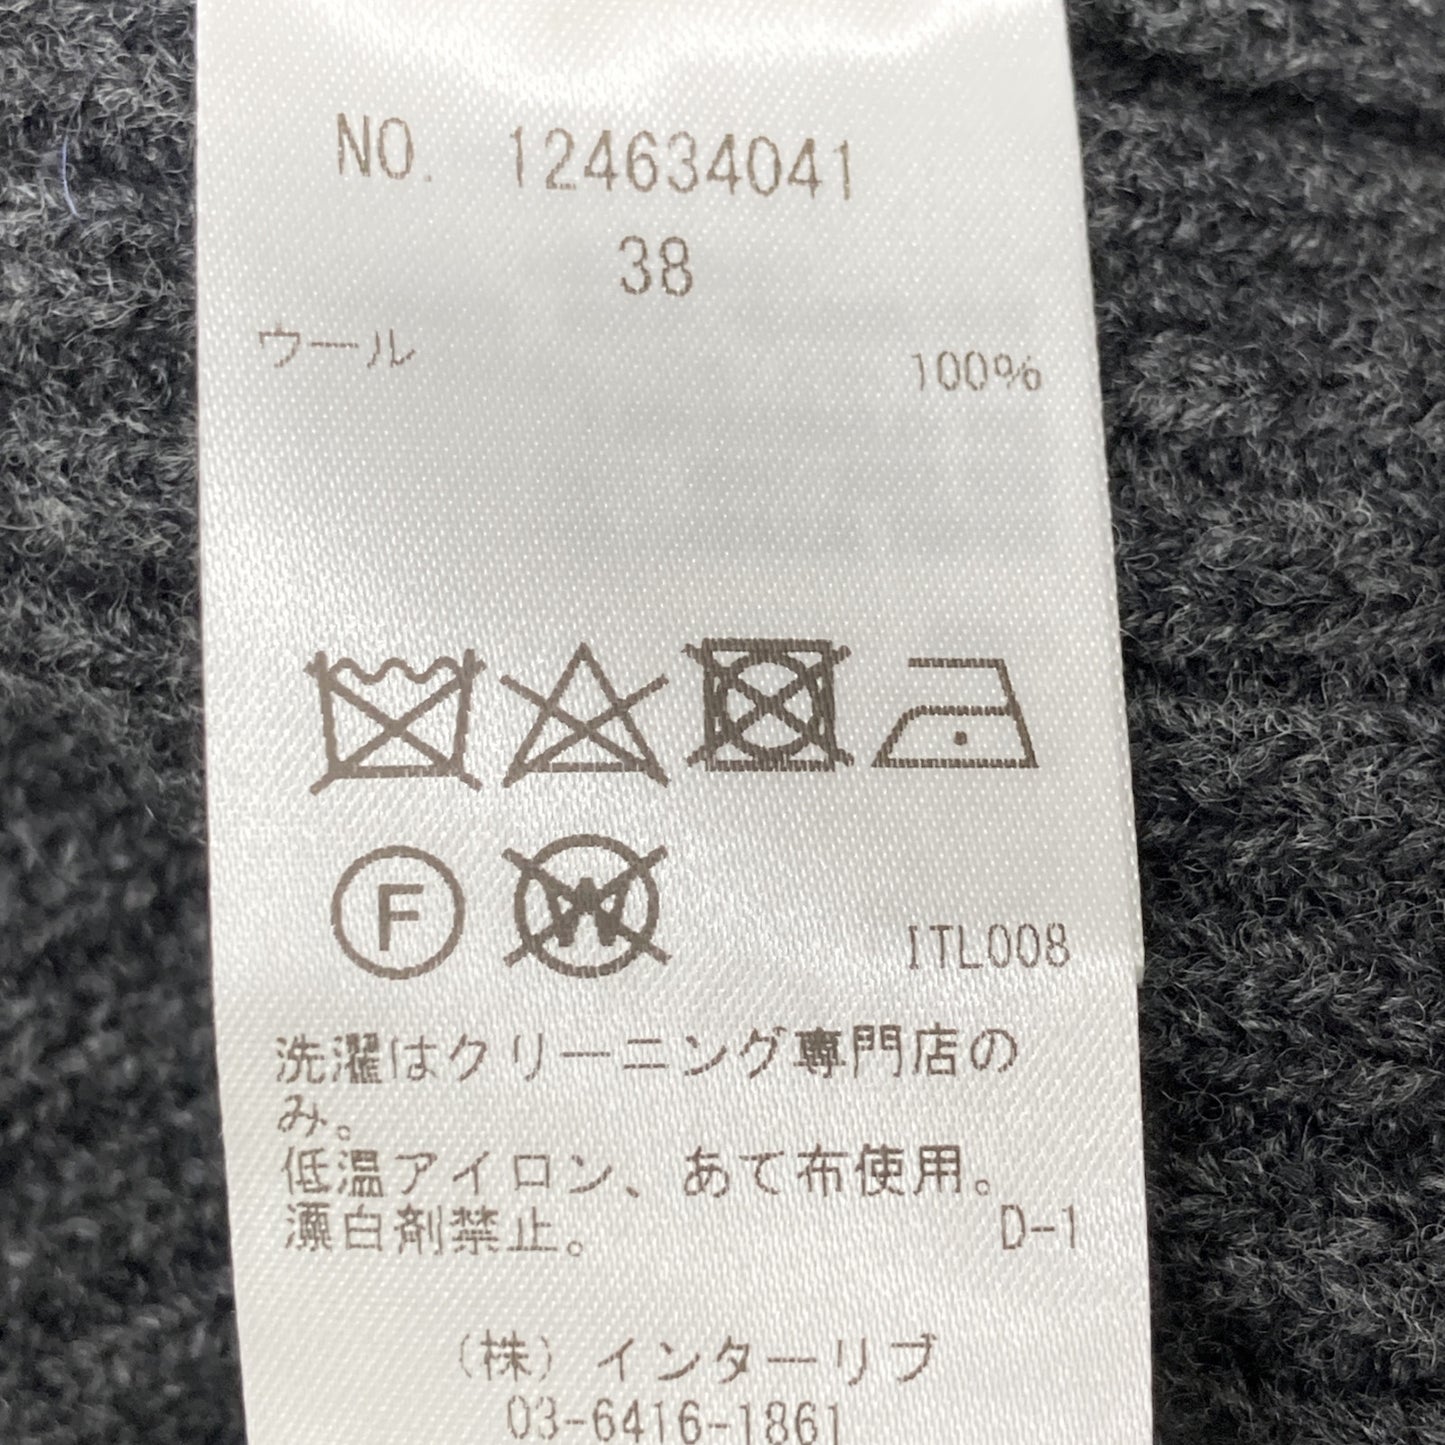 NO. 124634041
38
ウール 100%
F W
ITL008
洗濯はクリーニング専門店の
み。
低温アイロン、あて布使用。
漂白剤禁止。 D-1
(株) インターリブ
03-6416-1861